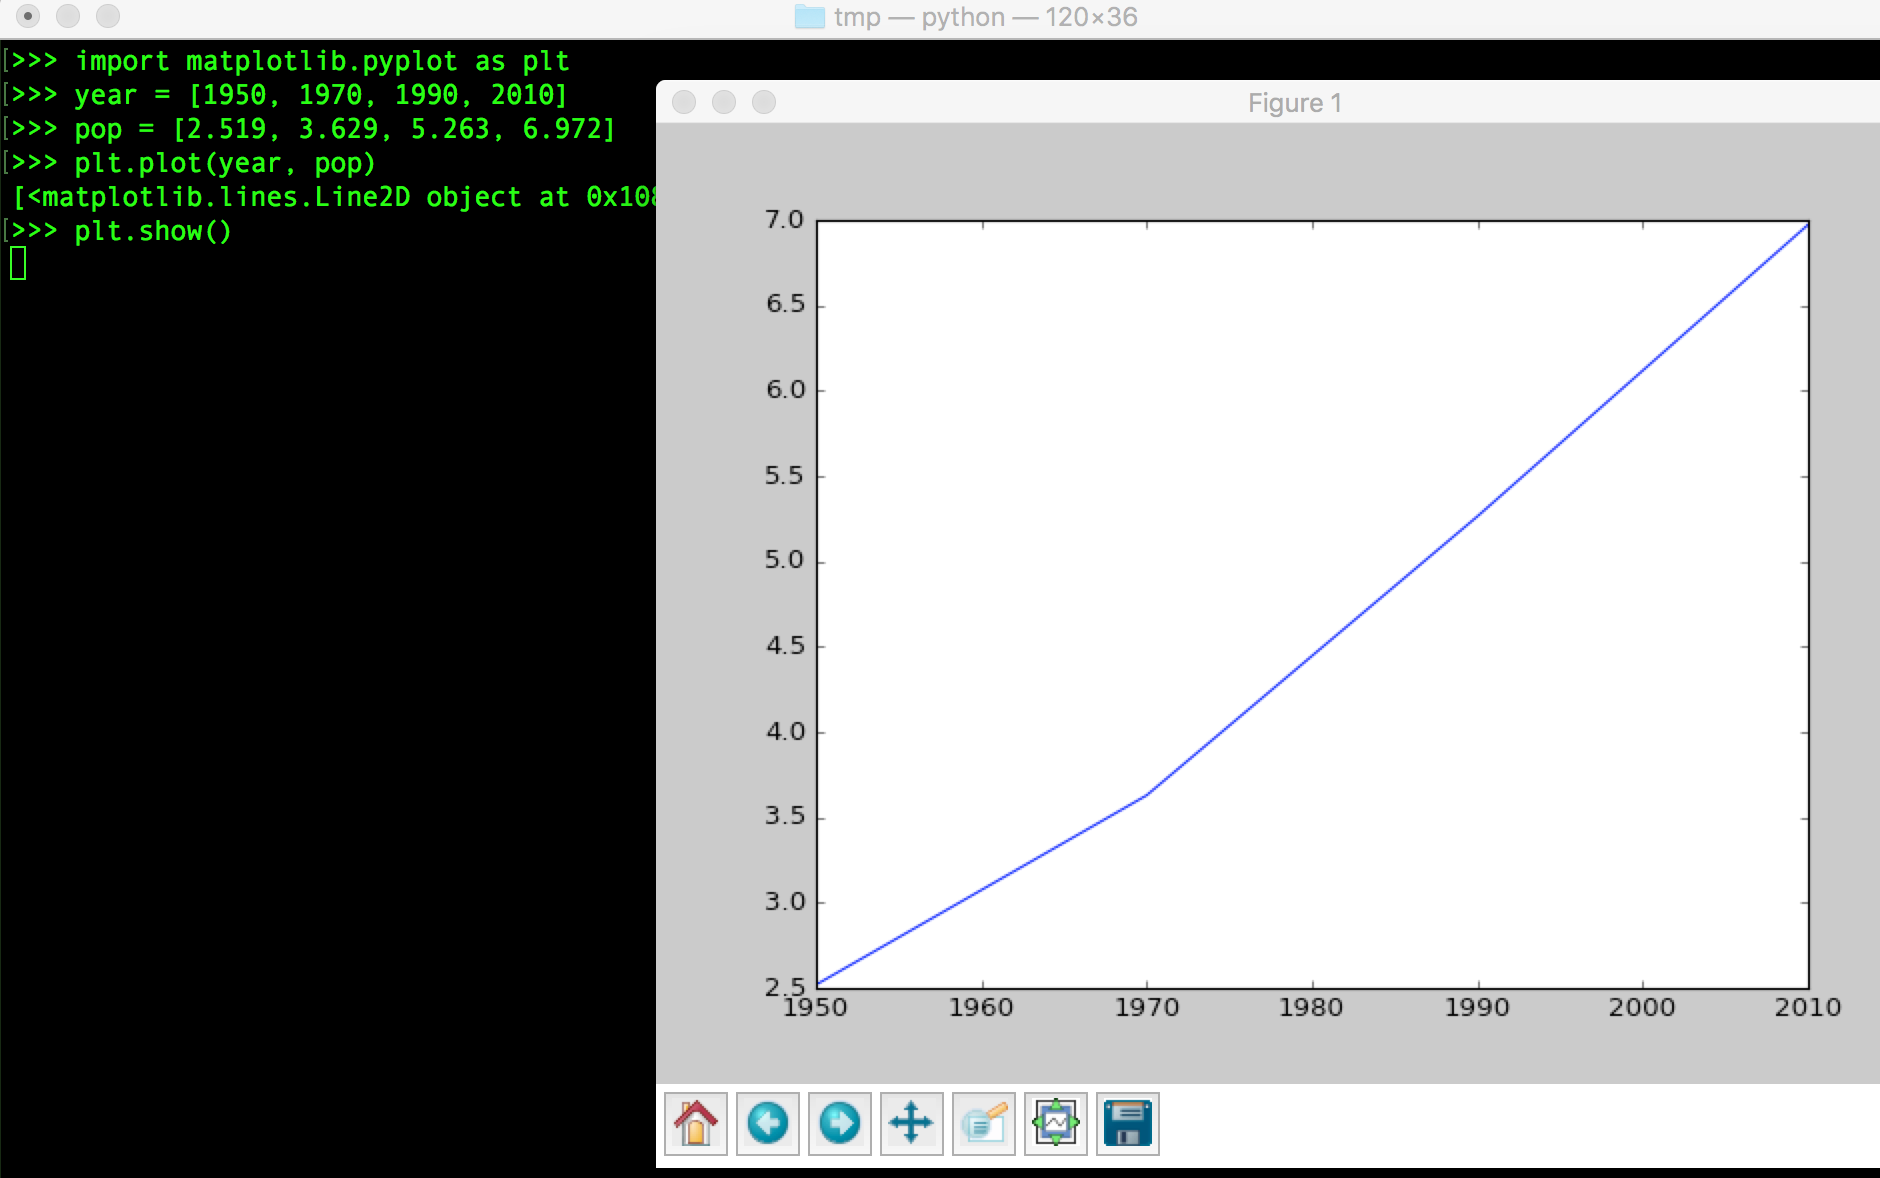 tmp — python — 120×36
>>> import matplotlib.pyplot as plt
>>> year = [1950, 1970, 1990, 2010]
>>> pop = [2.519, 3.629, 5.263, 6.972]
>>> plt.plot(year, pop)
[<matplotlib.lines.Line2D object at 0x108
>>> plt.show()
Figure 1
7.0
6.5
6.0
5.5
5.0
4.5
4.0
3.5
3.0
2.5
1950 1960 1970 1980 1990 2000 2010